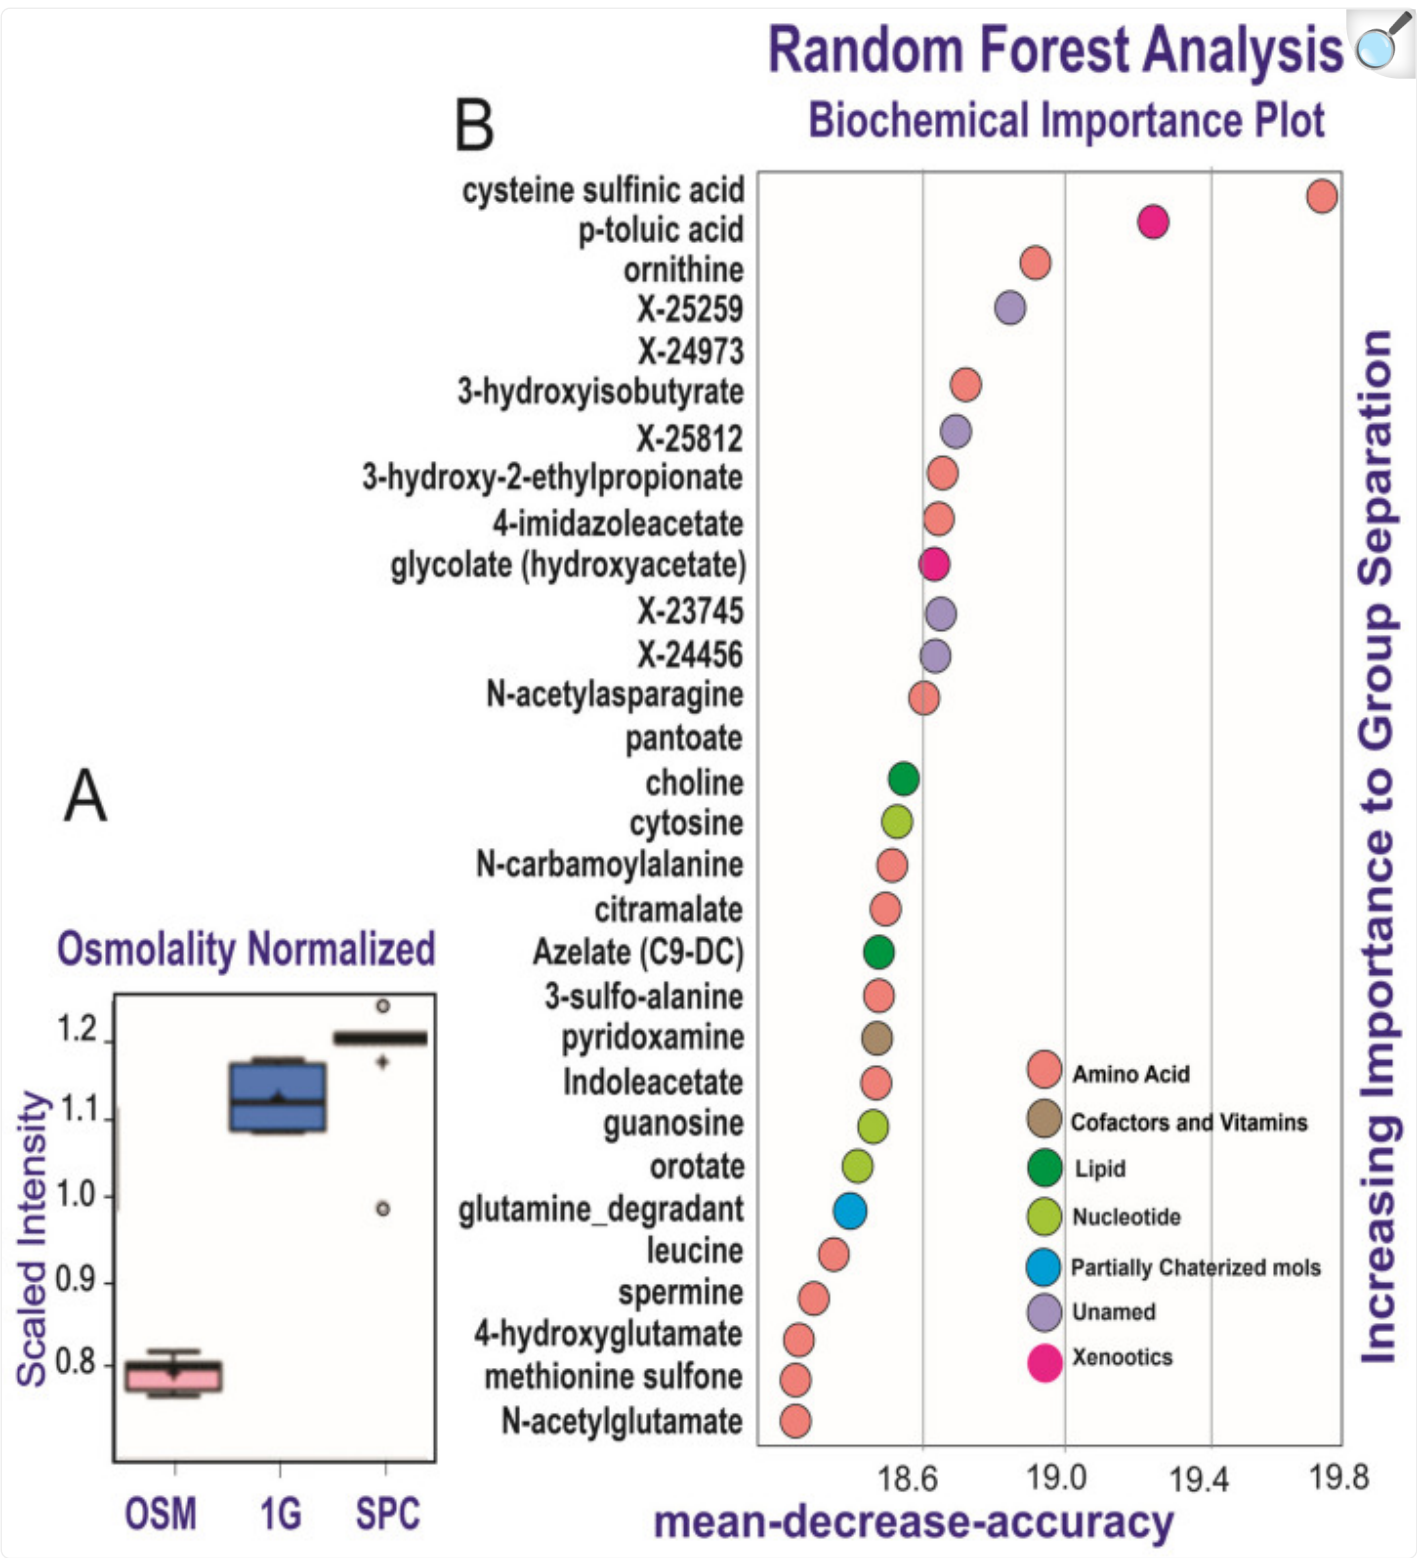 Random Forest Analysis
Biochemical Importance Plot
B
cysteine sulfinic acid
p-toluic acid
ornithine
X-25259
X-24973
3-hydroxyisobutyrate
X-25812
3-hydroxy-2-ethylpropionate
4-imidazoleacetate
glycolate (hydroxyacetate)
X-23745
X-24456
N-acetylasparagine
pantoate
choline
cytosine
N-carbamoylalanine
citramalate
Azelate (C9-DC)
3-sulfo-alanine
pyridoxamine
Indoleacetate
guanosine
orotate
glutamine_degradant
leucine
spermine
4-hydroxyglutamate
methionine sulfone
N-acetylglutamate
Amino Acid
Cofactors and Vitamins
Lipid
Nucleotide
Partially Chaterized mols
Unamed
Xenootics
18.6 19.0 19.4 19.8
mean-decrease-accuracy
Increasing Importance to Group Separation
A
Osmolality Normalized
Scaled Intensity
1.2
1.1
1.0
0.9
0.8
OSM 1G SPC